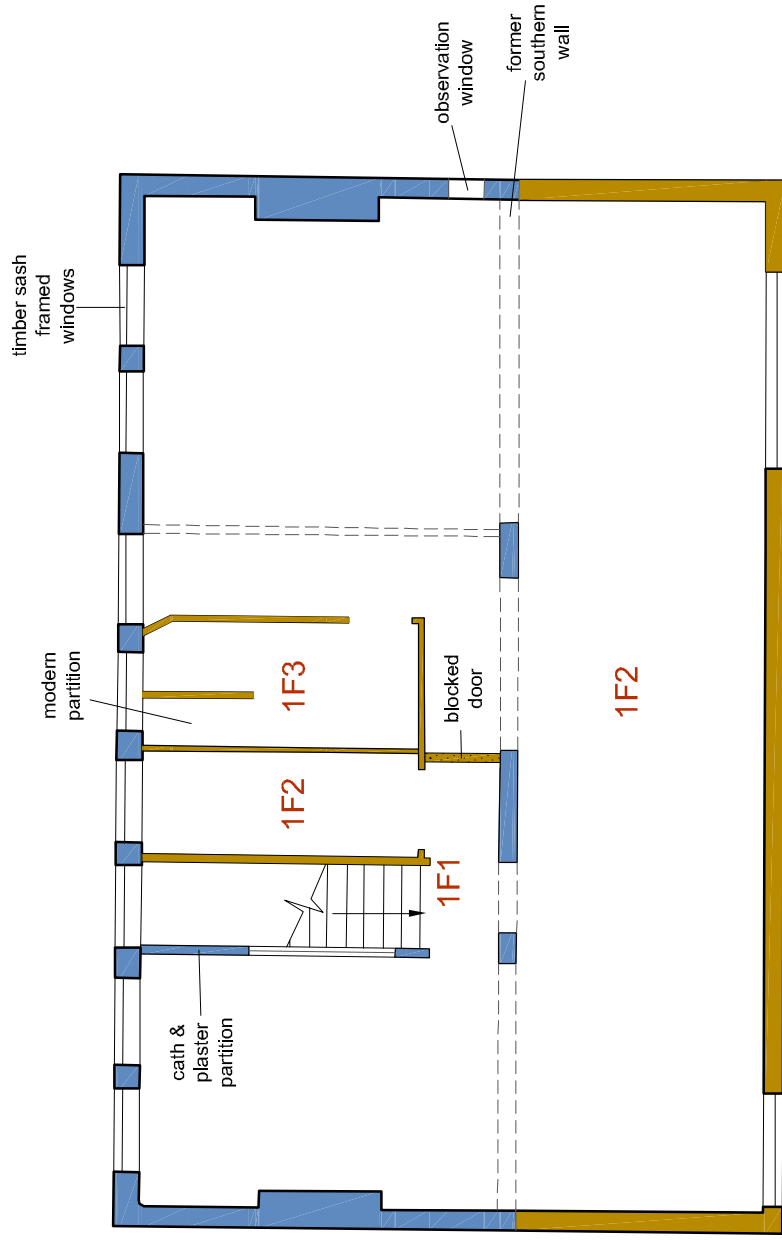 timber sash
framed
windows
observation
window
former
southern
wall
modern
partition
1F3
blocked
door
1F2
1F2
1F1
cath &
plaster
partition